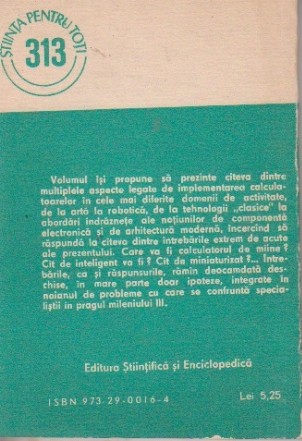 ȘTIINȚA PENTRU TOȚI
313
Volumul își propune să prezinte cîteva dintre
multiplele aspecte legate de implementarea calcula-
toarelor în cele mai diferite domenii de activitate,
de la artă la robotică, de la tehnologii „clasice" la
abordări îndrăznețe ale noțiunilor de componentă
electronică și de arhitectură modernă, încercînd să
răspundă la cîteva dintre întrebările extrem de acute
ale prezentului. Care va fi calculatorul de mîine ?
Cît de inteligent va fi ? Cît de miniaturizat ?... Între-
bările, ca și răspunsurile, rămîn deocamdată des-
chise, în mare parte doar ipoteze, integrate în
noianul de probleme cu care se confruntă specia-
liștii în pragul mileniului III.
Editura Științifică și Enciclopedică
ISBN 973-29-0016-4
Lei 5,25